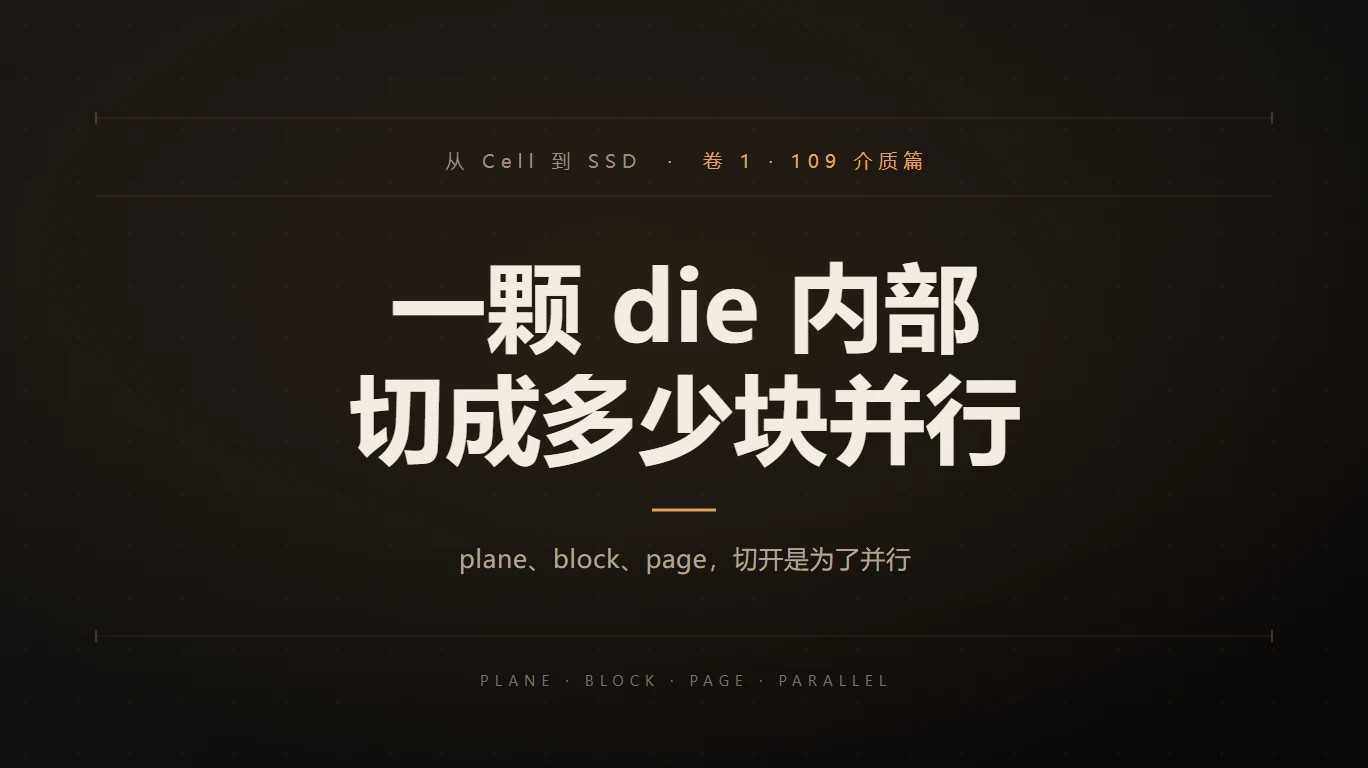 从 Cell 到 SSD · 卷 1 · 109 介质篇
一颗 die 内部
切成多少块并行
plane、block、page，切开是为了并行
PLANE · BLOCK · PAGE · PARALLEL